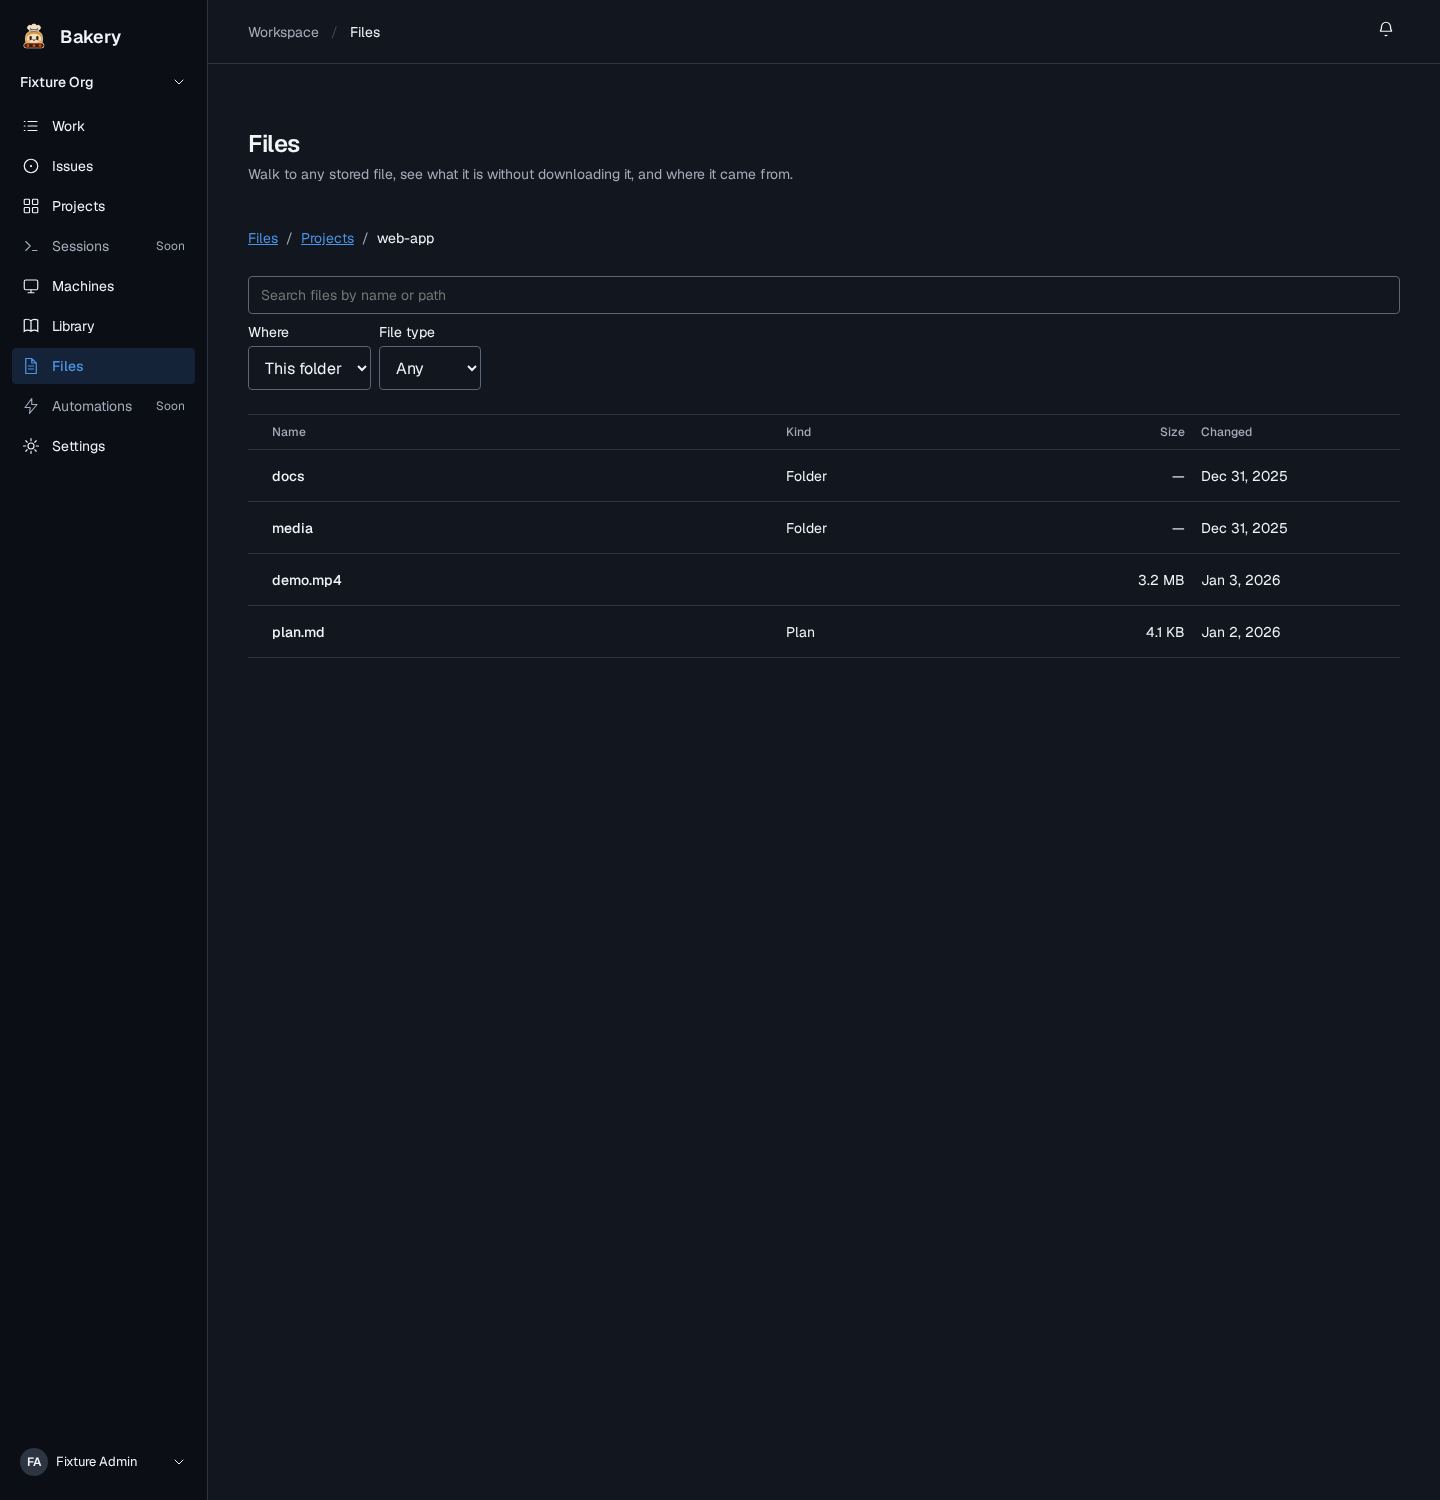 Bakery
Fixture Org
Work
Issues
Projects
Sessions Soon
Machines
Library
Files
Automations Soon
Settings
FA Fixture Admin
Workspace / Files
Files
Walk to any stored file, see what it is without downloading it, and where it came from.
Files / Projects / web-app
Search files by name or path
Where File type
This folder Any
Name Kind Size Changed
docs Folder — Dec 31, 2025
media Folder — Dec 31, 2025
demo.mp4 3.2 MB Jan 3, 2026
plan.md Plan 4.1 KB Jan 2, 2026